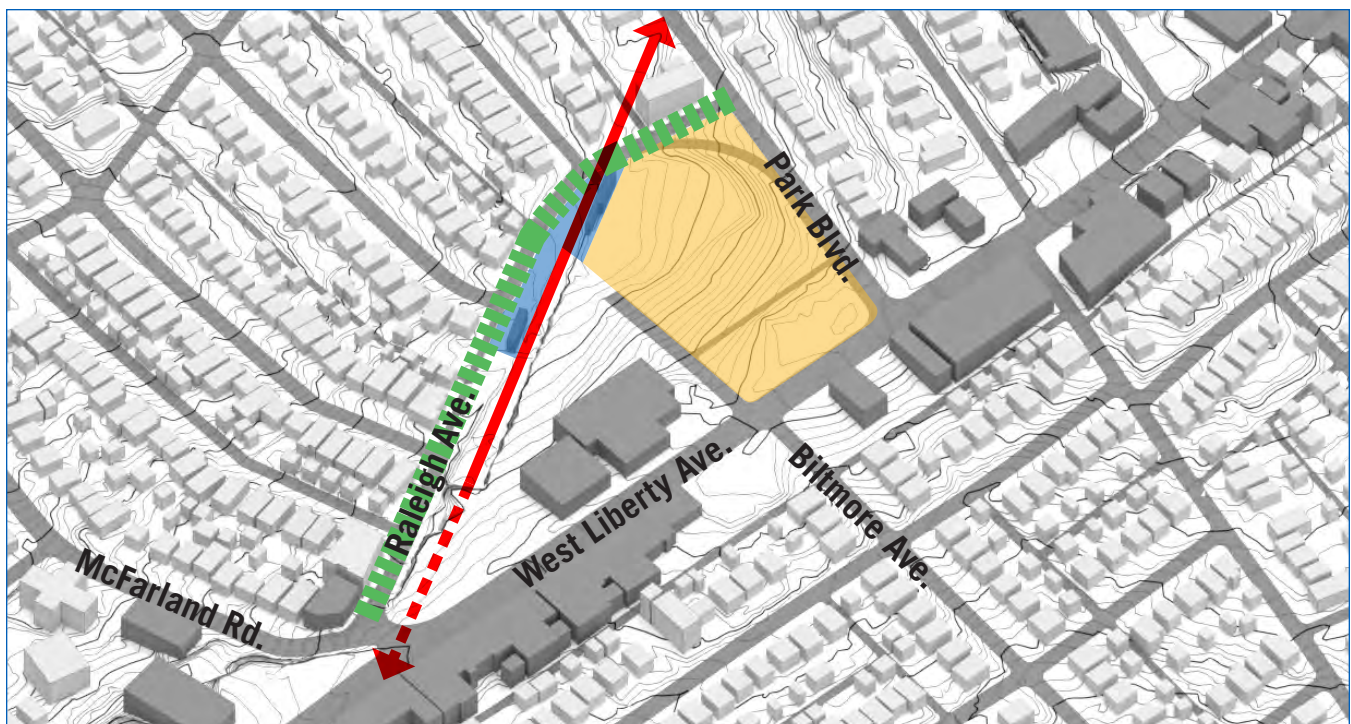 Park Blvd.
Raleigh Ave.
West Liberty Ave.
Biltmore Ave.
McFarland Rd.